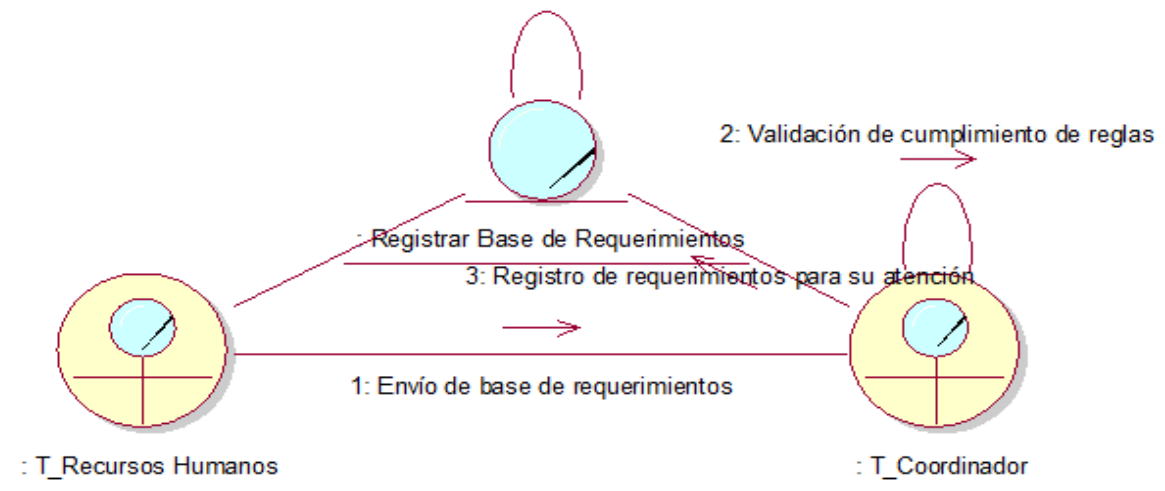 2: Validación de cumplimiento de reglas
: Registrar Base de Requerimientos
3: Registro de requerimientos para su atención
1: Envío de base de requerimientos
: T_Recursos Humanos
: T_Coordinador